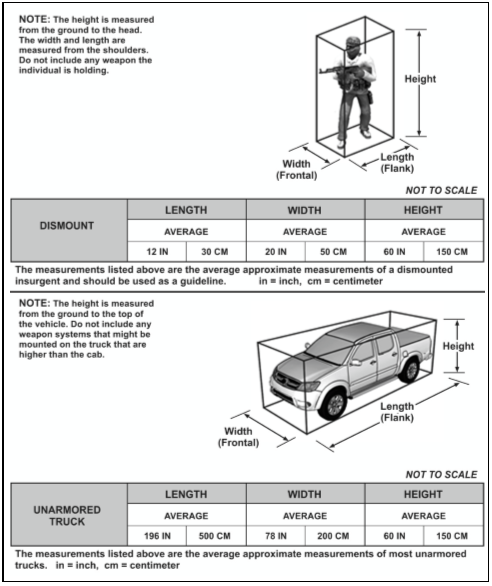 NOTE: The height is measured
from the ground to the head.
The width and length are
measured from the shoulders.
Do not include any weapon the
individual is holding.
Height
Width
(Frontal)
Length
(Flank)
NOT TO SCALE
DISMOUNT
LENGTH WIDTH HEIGHT
AVERAGE AVERAGE AVERAGE
12 IN 30 CM 20 IN 50 CM 60 IN 150 CM
The measurements listed above are the average approximate measurements of a dismounted
insurgent and should be used as a guideline. in = inch, cm = centimeter
NOTE: The height is measured
from the ground to the top of
the vehicle. Do not include any
weapon systems that might be
mounted on the truck that are
higher than the cab.
Height
Width
(Frontal)
Length
(Flank)
NOT TO SCALE
UNARMORED
TRUCK
LENGTH WIDTH HEIGHT
AVERAGE AVERAGE AVERAGE
196 IN 500 CM 78 IN 200 CM 60 IN 150 CM
The measurements listed above are the average approximate measurements of most unarmored
trucks. in = inch, cm = centimeter